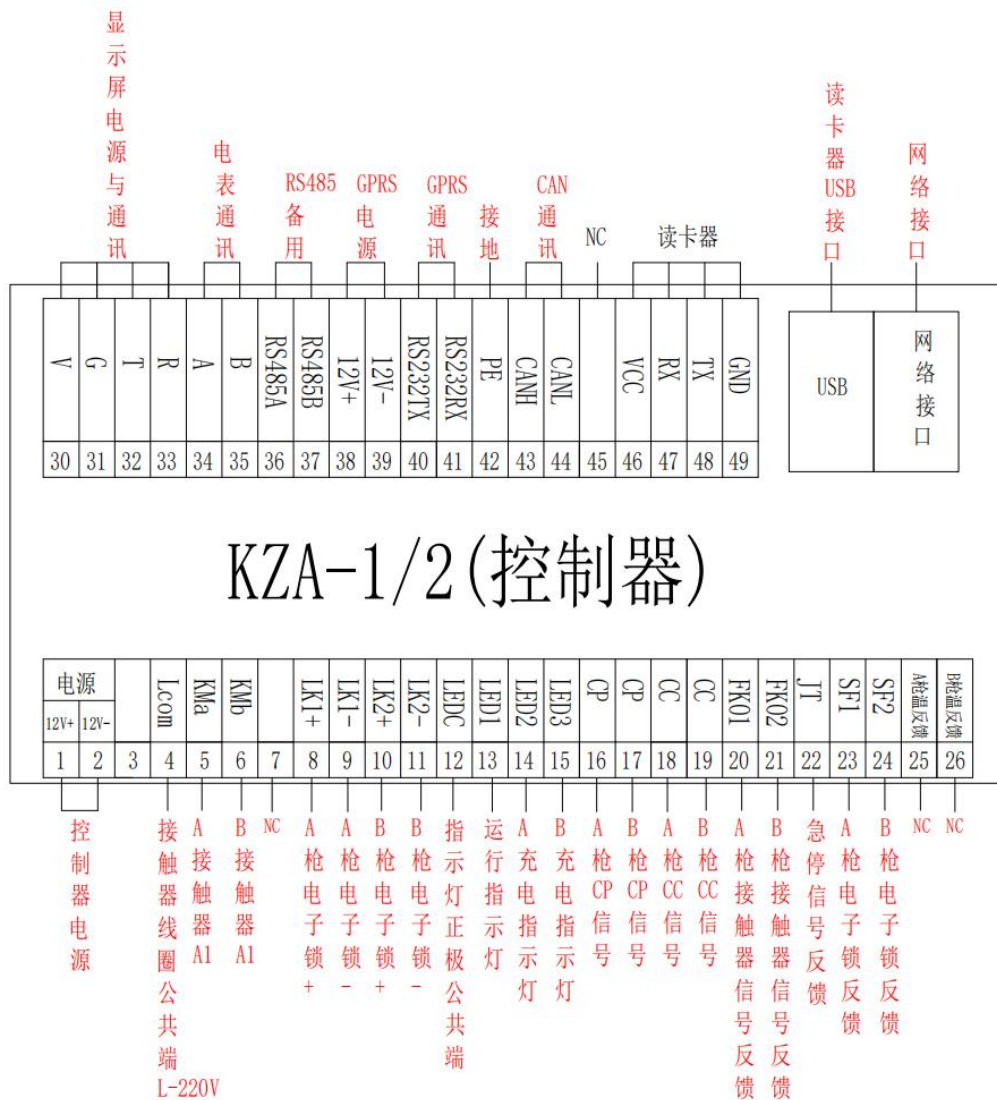 显示屏电源与通讯
电表通讯
RS485备用
GPRS电源
GPRS通讯
接地
CAN通讯
NC
读卡器
读卡器USB接口
网络接口
V
G
T
R
A
B
RS485A
RS485B
12V+
12V-
RS232TX
RS232RX
PE
CANH
CANL
VCC
RX
TX
GND
USB
网络接口
30 31 32 33 34 35 36 37 38 39 40 41 42 43 44 45 46 47 48 49
KZA-1/2(控制器)
电源
12V+ 12V-
Lcom
KMa
KMb
LK1+
LK1-
LK2+
LK2-
LEDC
LED1
LED2
LED3
CP
CP
CC
CC
FK01
FK02
JT
SF1
SF2
A枪温反馈
B枪温反馈
1 2 3 4 5 6 7 8 9 10 11 12 13 14 15 16 17 18 19 20 21 22 23 24 25 26
控制器电源
接触器线圈公共端L-220V
A接触器A1
B接触器A1
NC
A枪电子锁+
A枪电子锁-
B枪电子锁+
B枪电子锁-
指示灯正极公共端
运行指示灯
A充电指示灯
B充电指示灯
A枪CP信号
B枪CP信号
A枪CC信号
B枪CC信号
A枪接触器信号反馈
B枪接触器信号反馈
急停信号反馈
A枪电子锁反馈
B枪电子锁反馈
NC
NC